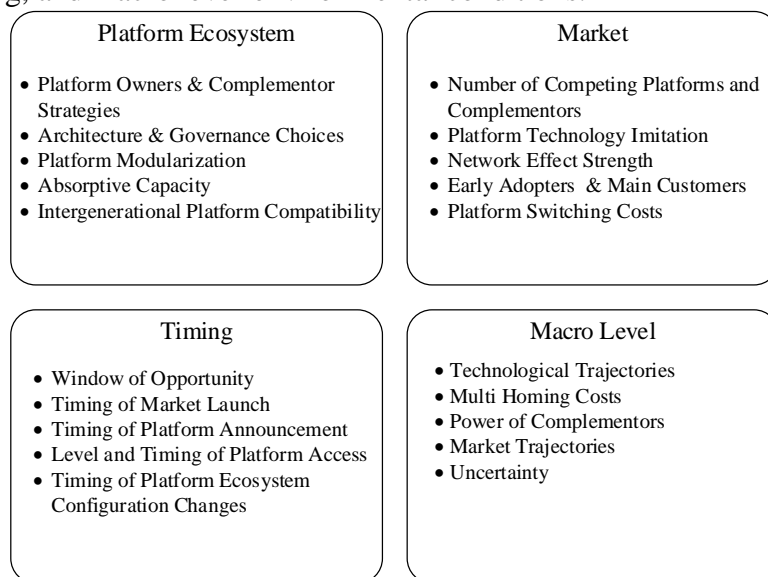 Platform Ecosystem
• Platform Owners & Complementor
Strategies
• Architecture & Governance Choices
• Platform Modularization
• Absorptive Capacity
• Intergenerational Platform Compatibility
Market
• Number of Competing Platforms and
Complementors
• Platform Technology Imitation
• Network Effect Strength
• Early Adopters & Main Customers
• Platform Switching Costs
Timing
• Window of Opportunity
• Timing of Market Launch
• Timing of Platform Announcement
• Level and Timing of Platform Access
• Timing of Platform Ecosystem
Configuration Changes
Macro Level
• Technological Trajectories
• Multi Homing Costs
• Power of Complementors
• Market Trajectories
• Uncertainty